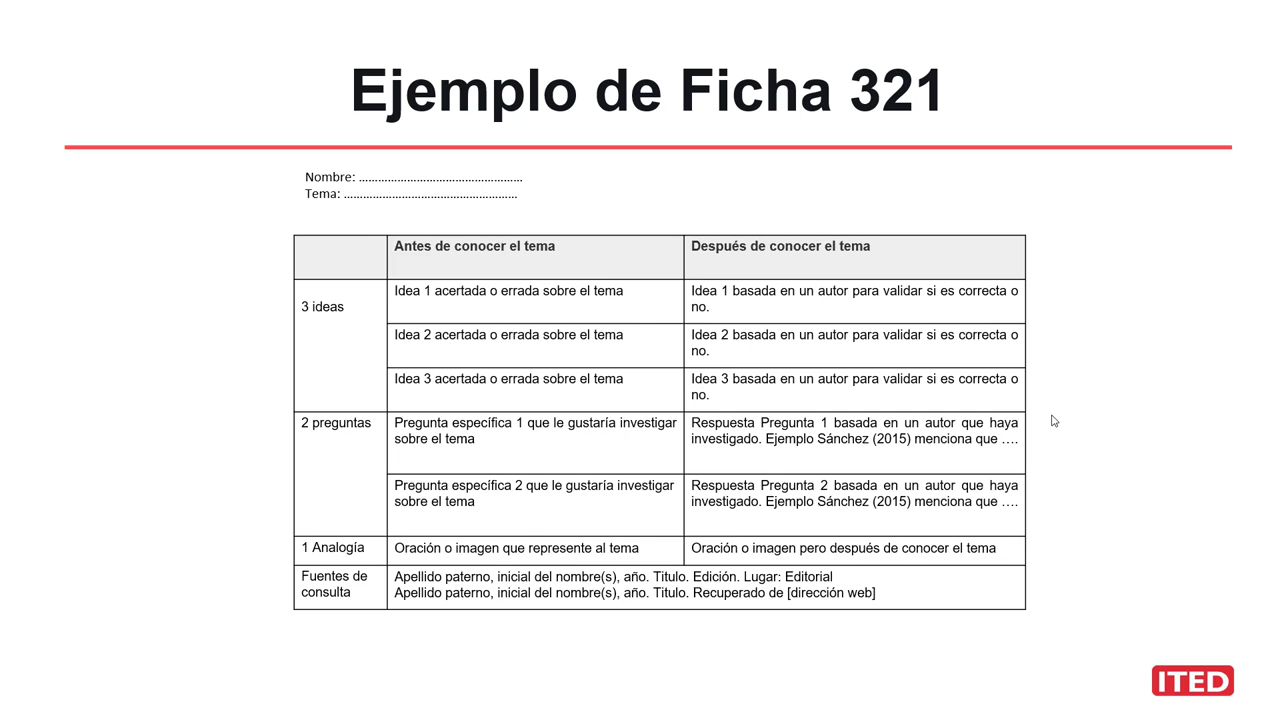 Ejemplo de Ficha 321
Nombre: ................................................
Tema: ...................................................
Antes de conocer el tema
Después de conocer el tema
3 ideas
Idea 1 acertada o errada sobre el tema
Idea 1 basada en un autor para validar si es correcta o
no.
Idea 2 acertada o errada sobre el tema
Idea 2 basada en un autor para validar si es correcta o
no.
Idea 3 acertada o errada sobre el tema
Idea 3 basada en un autor para validar si es correcta o
no.
2 preguntas
Pregunta específica 1 que le gustaría investigar
sobre el tema
Respuesta Pregunta 1 basada en un autor que haya
investigado. Ejemplo Sánchez (2015) menciona que ….
Pregunta específica 2 que le gustaría investigar
sobre el tema
Respuesta Pregunta 2 basada en un autor que haya
investigado. Ejemplo Sánchez (2015) menciona que ….
1 Analogía
Oración o imagen que represente al tema
Oración o imagen pero después de conocer el tema
Fuentes de
consulta
Apellido paterno, inicial del nombre(s), año. Titulo. Edición. Lugar: Editorial
Apellido paterno, inicial del nombre(s), año. Titulo. Recuperado de [dirección web]
ITED